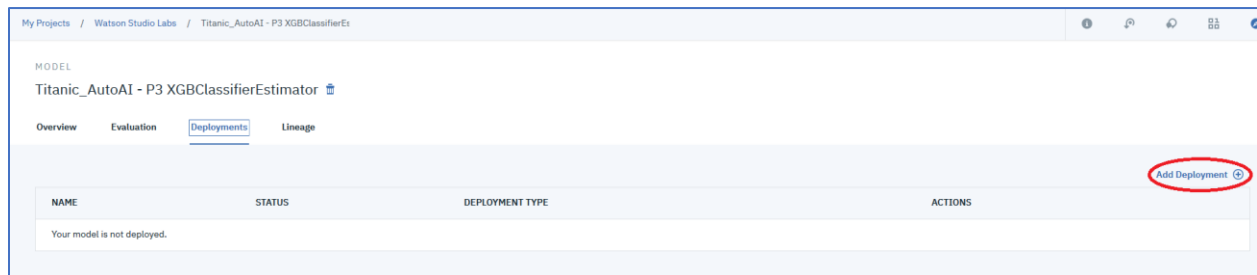 My Projects / Watson Studio Labs / Titanic_AutoAI - P3 XGBClassifierEs
MODEL
Titanic_AutoAI - P3 XGBClassifierEstimator
Overview Evaluation Deployments Lineage
Add Deployment
NAME STATUS DEPLOYMENT TYPE ACTIONS
Your model is not deployed.